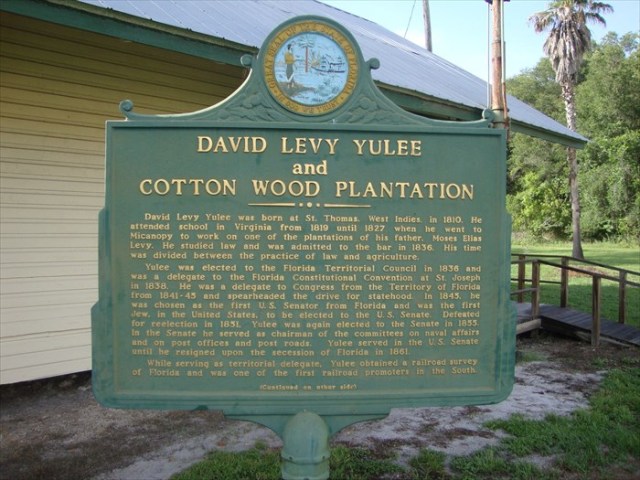 DAVID LEVY YULEE
and
COTTON WOOD PLANTATION
David Levy Yulee was born at St. Thomas, West Indies, in 1810. He
attended school in Virginia from 1819 until 1827 when he went to
Micanopy to work on one of the plantations of his father, Moses Elias
Levy. He studied law and was admitted to the bar in 1836. His time
was divided between the practice of law and agriculture.
Yulee was elected to the Florida Territorial Council in 1836 and
was a delegate to the Florida Constitutional Convention at St. Joseph
in 1838. He was a delegate to Congress from the Territory of Florida
from 1841-45 and spearheaded the drive for statehood. In 1845, he
was chosen as the first U.S. Senator from Florida and was the first
Jew, in the United States, to be elected to the U.S. Senate. Defeated
for reelection in 1851, Yulee was again elected to the Senate in 1855.
In the Senate he served as chairman of the committees on naval affairs
and on post offices and post roads. Yulee served in the U.S. Senate
until he resigned upon the secession of Florida in 1861.
While serving as territorial delegate, Yulee obtained a railroad survey
of Florida and was one of the first railroad promoters in the South.
(Continued on other side)